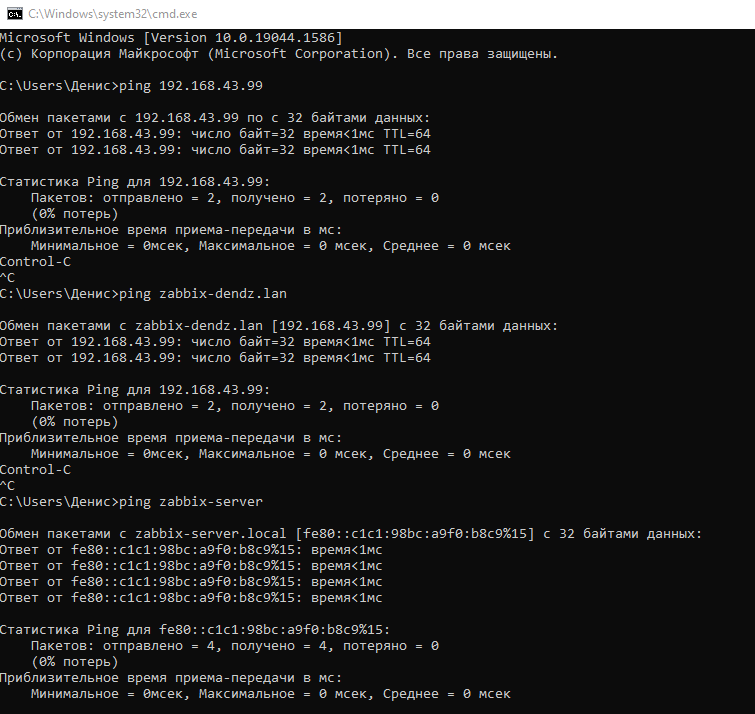 C:\Windows\system32\cmd.exe
Microsoft Windows [Version 10.0.19044.1586]
(c) Корпорация Майкрософт (Microsoft Corporation). Все права защищены.
C:\Users\Денис>ping 192.168.43.99
Обмен пакетами с 192.168.43.99 по с 32 байтами данных:
Ответ от 192.168.43.99: число байт=32 время<1мс TTL=64
Ответ от 192.168.43.99: число байт=32 время<1мс TTL=64
Статистика Ping для 192.168.43.99:
    Пакетов: отправлено = 2, получено = 2, потеряно = 0
    (0% потерь)
Приблизительное время приема-передачи в мс:
    Минимальное = 0мсек, Максимальное = 0 мсек, Среднее = 0 мсек
Control-C
^C
C:\Users\Денис>ping zabbix-dendz.lan
Обмен пакетами с zabbix-dendz.lan [192.168.43.99] с 32 байтами данных:
Ответ от 192.168.43.99: число байт=32 время<1мс TTL=64
Ответ от 192.168.43.99: число байт=32 время<1мс TTL=64
Статистика Ping для 192.168.43.99:
    Пакетов: отправлено = 2, получено = 2, потеряно = 0
    (0% потерь)
Приблизительное время приема-передачи в мс:
    Минимальное = 0мсек, Максимальное = 0 мсек, Среднее = 0 мсек
Control-C
^C
C:\Users\Денис>ping zabbix-server
Обмен пакетами с zabbix-server.local [fe80::c1c1:98bc:a9f0:b8c9%15] с 32 байтами данных:
Ответ от fe80::c1c1:98bc:a9f0:b8c9%15: время<1мс
Ответ от fe80::c1c1:98bc:a9f0:b8c9%15: время<1мс
Ответ от fe80::c1c1:98bc:a9f0:b8c9%15: время<1мс
Ответ от fe80::c1c1:98bc:a9f0:b8c9%15: время<1мс
Статистика Ping для fe80::c1c1:98bc:a9f0:b8c9%15:
    Пакетов: отправлено = 4, получено = 4, потеряно = 0
    (0% потерь)
Приблизительное время приема-передачи в мс:
    Минимальное = 0мсек, Максимальное = 0 мсек, Среднее = 0 мсек